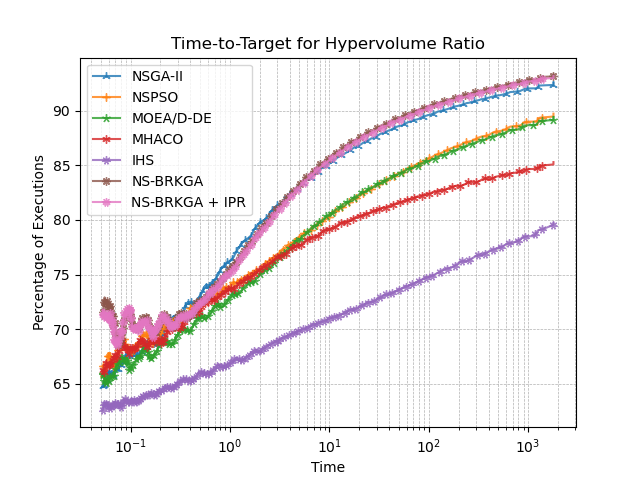 Time-to-Target for Hypervolume Ratio
NSGA-II
NSPSO
MOEA/D-DE
MHACO
IHS
NS-BRKGA
NS-BRKGA + IPR
Percentage of Executions
90
85
80
75
70
65
10⁻¹ 10⁰ 10¹ 10² 10³
Time